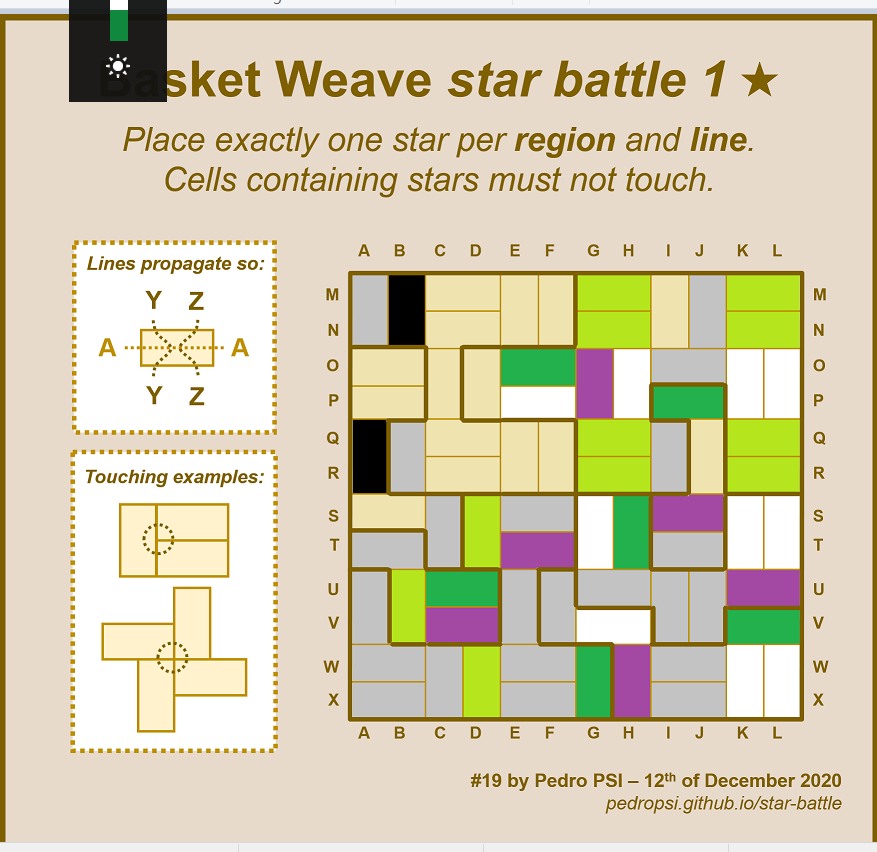 asket Weave star battle 1 ★
Place exactly one star per region and line.
Cells containing stars must not touch.
Lines propagate so:
Y Z
A A
Y Z
Touching examples:
A B C D E F G H I J K L
M M
N N
O O
P P
Q Q
R R
S S
T T
U U
V V
W W
X X
A B C D E F G H I J K L
#19 by Pedro PSI – 12th of December 2020
pedropsi.github.io/star-battle